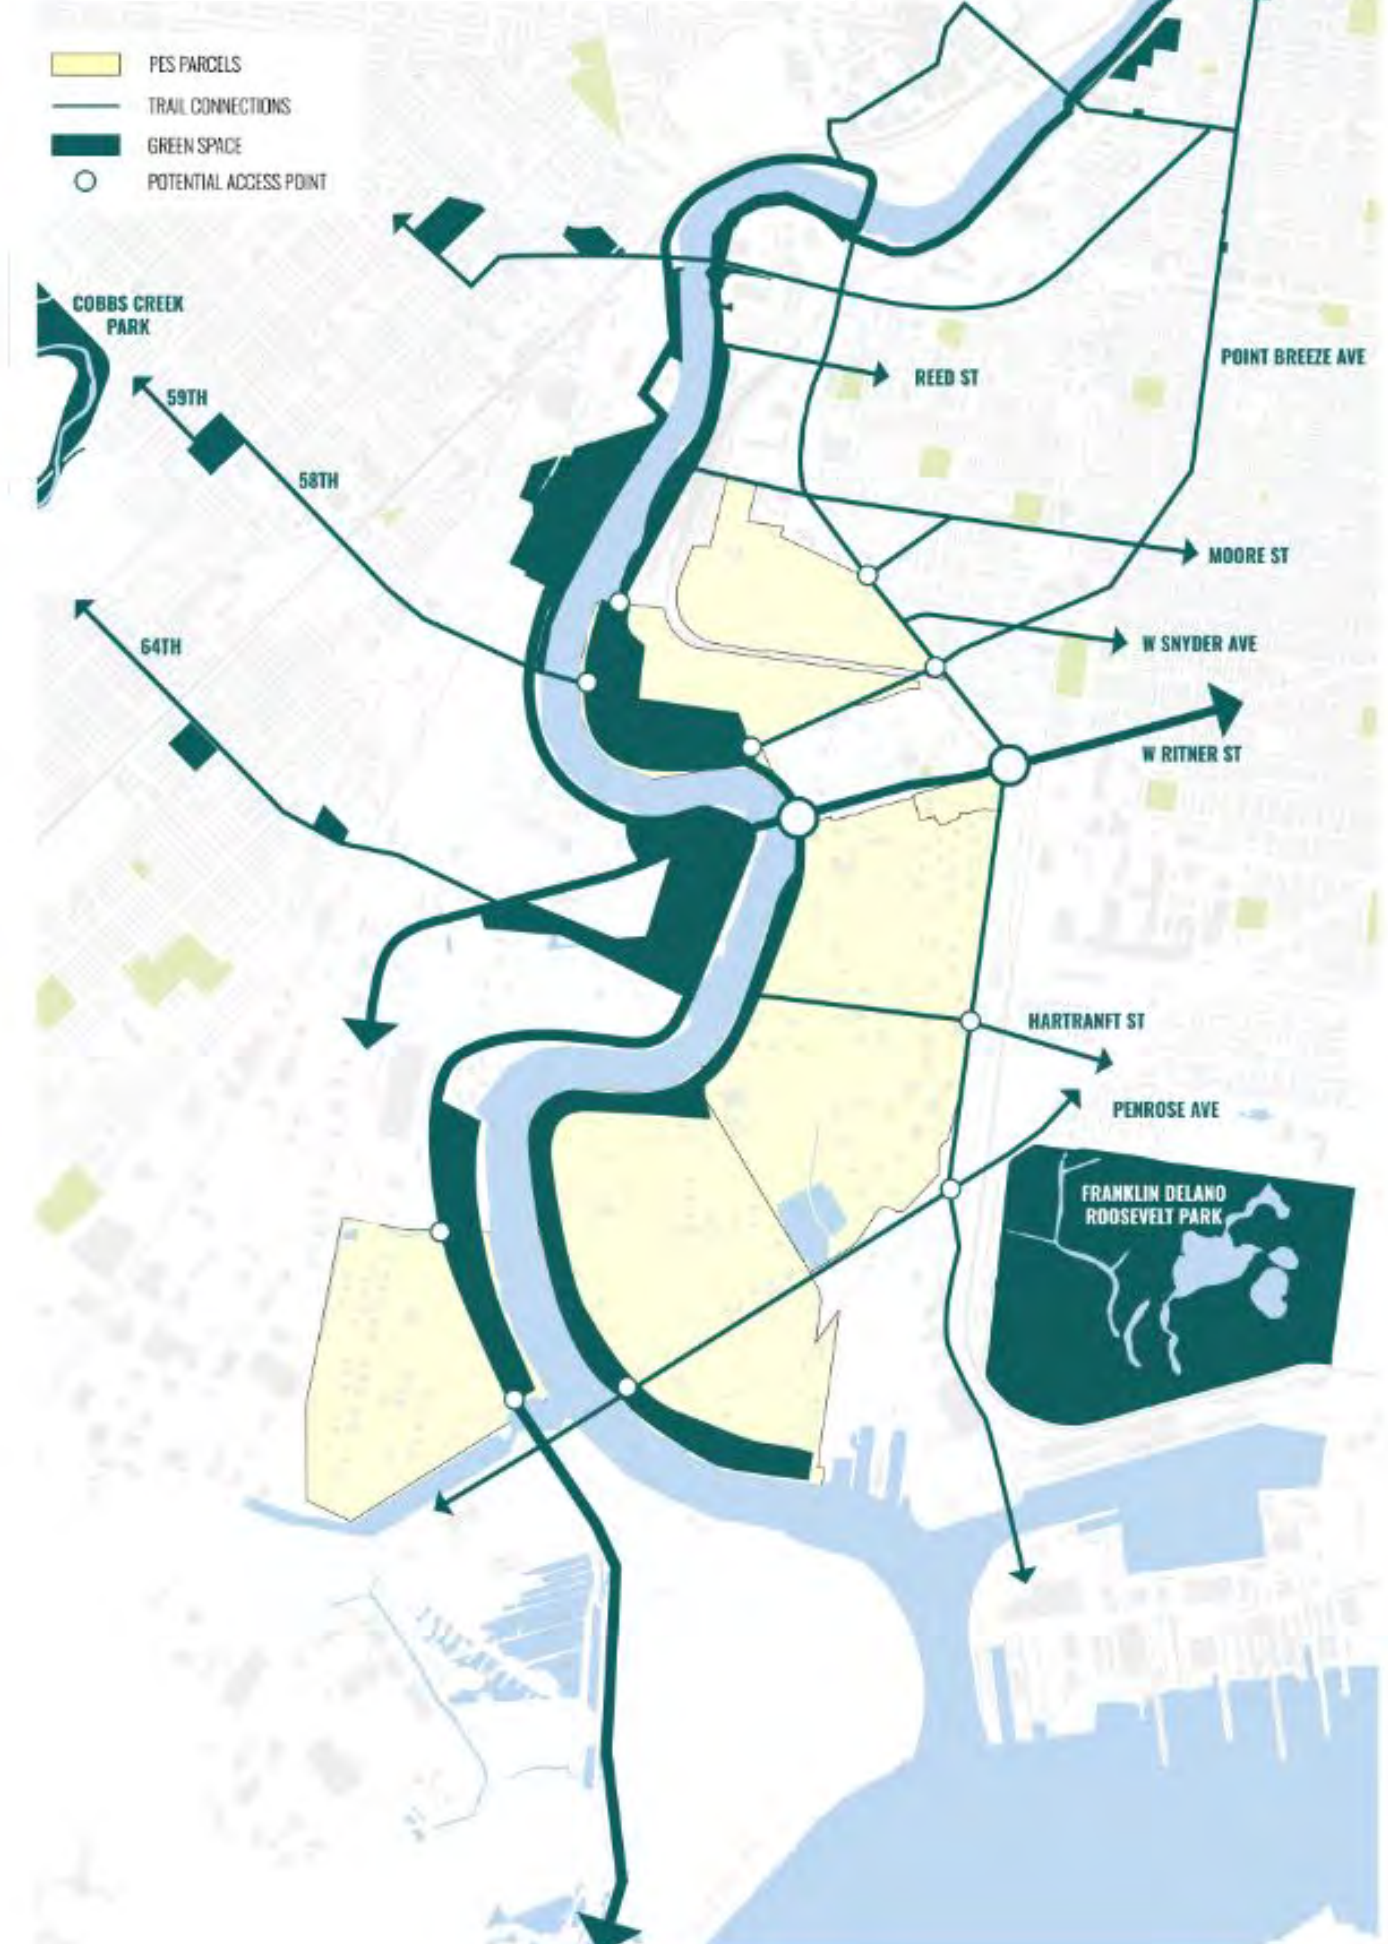 PES PARCELS
TRAIL CONNECTIONS
GREEN SPACE
POTENTIAL ACCESS POINT
COBBS CREEK
PARK
59TH
58TH
64TH
REED ST
POINT BREEZE AVE
MOORE ST
W SNYDER AVE
W RITNER ST
HARTRANFT ST
PENROSE AVE
FRANKLIN DELANO
ROOSEVELT PARK